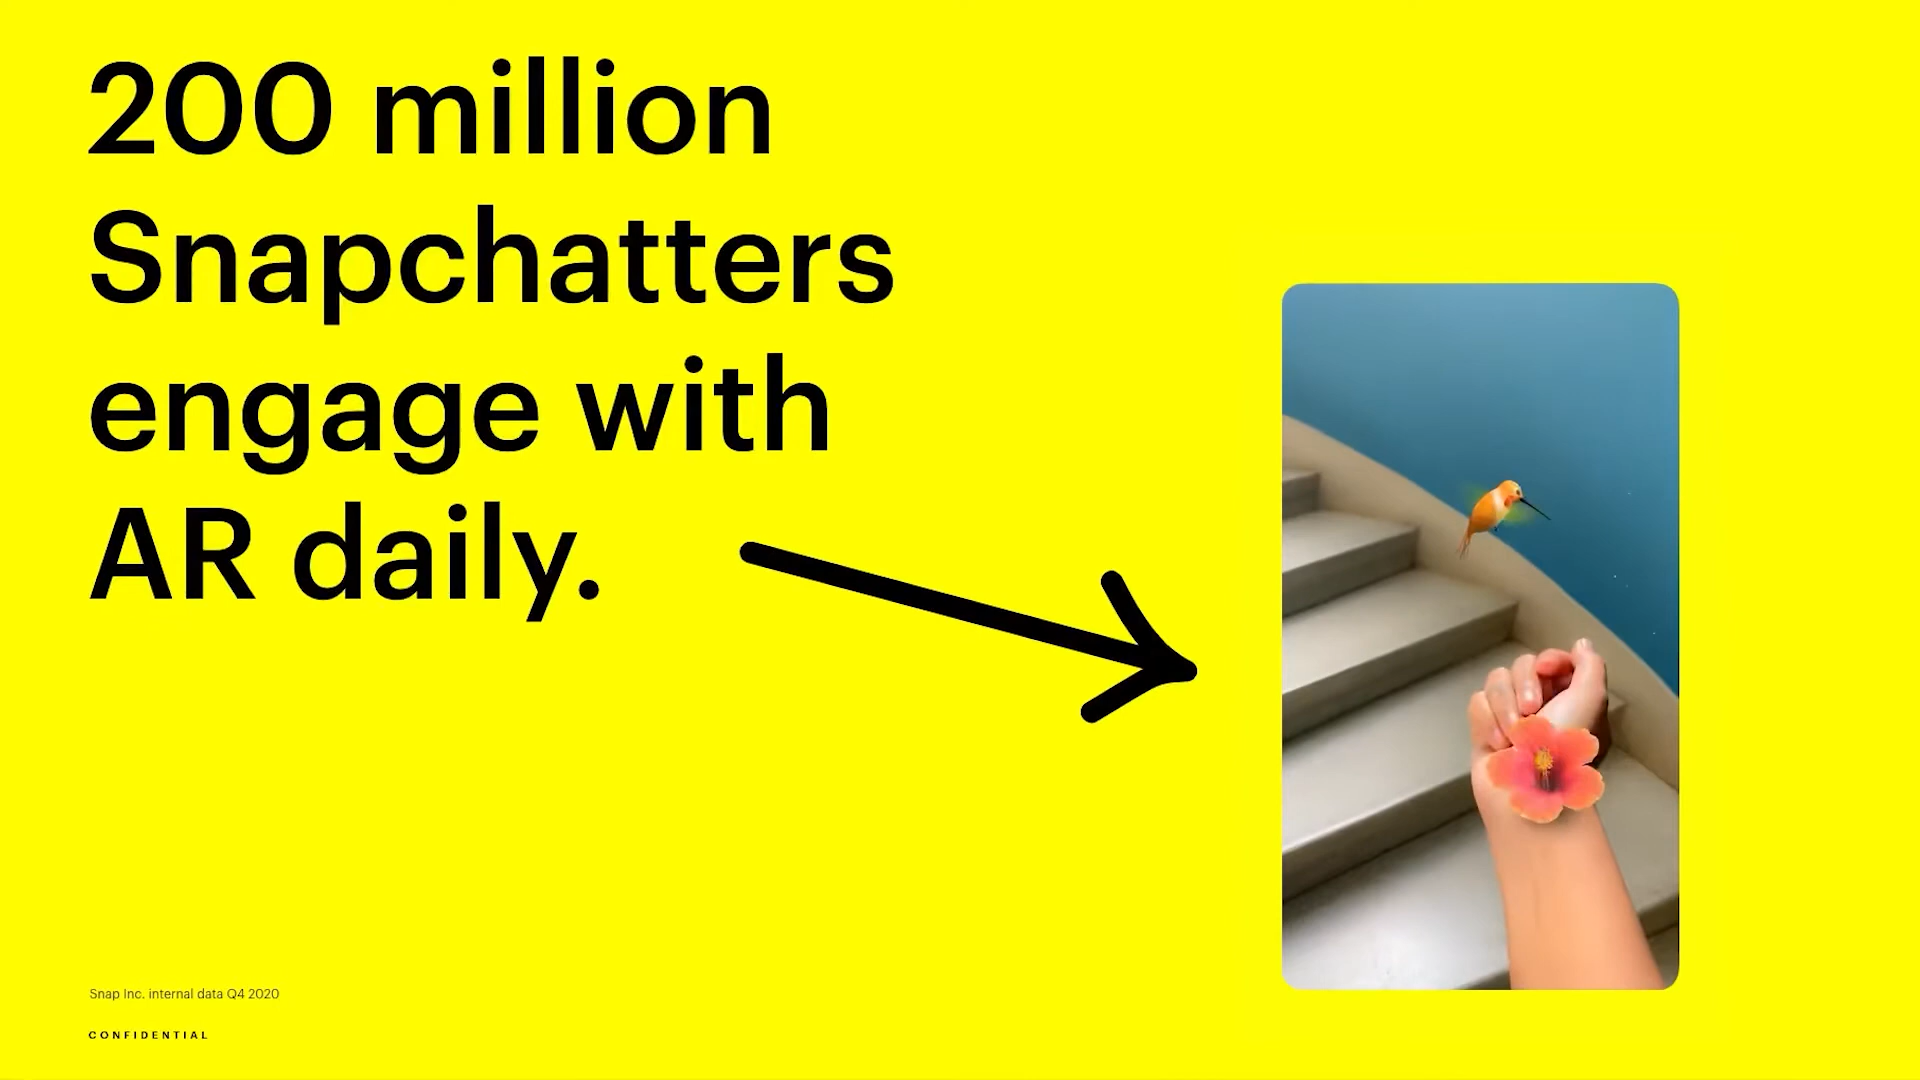 200 million
Snapchatters
engage with
AR daily.
Snap Inc. internal data Q4 2020
CONFIDENTIAL